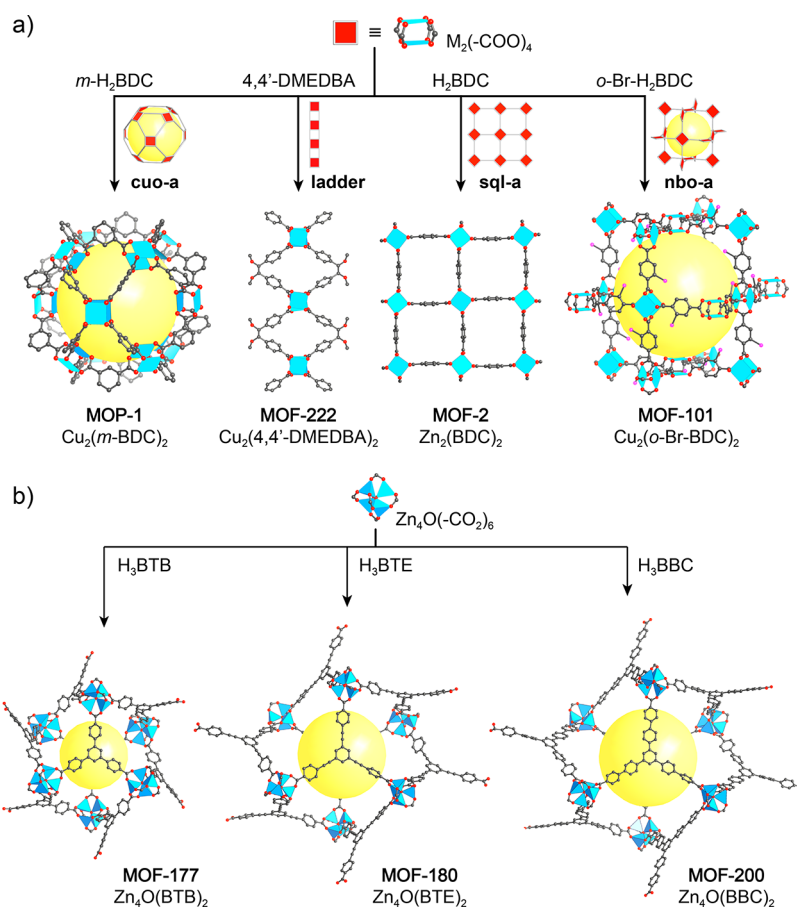 a)
≡ M₂(-COO)₄
m-H₂BDC 4,4'-DMEDBA H₂BDC o-Br-H₂BDC
cuo-a ladder sql-a nbo-a
MOP-1 MOF-222 MOF-2 MOF-101
Cu₂(m-BDC)₂ Cu₂(4,4'-DMEDBA)₂ Zn₂(BDC)₂ Cu₂(o-Br-BDC)₂
b)
Zn₄O(-CO₂)₆
H₃BTB H₃BTE H₃BBC
MOF-177 MOF-180 MOF-200
Zn₄O(BTB)₂ Zn₄O(BTE)₂ Zn₄O(BBC)₂